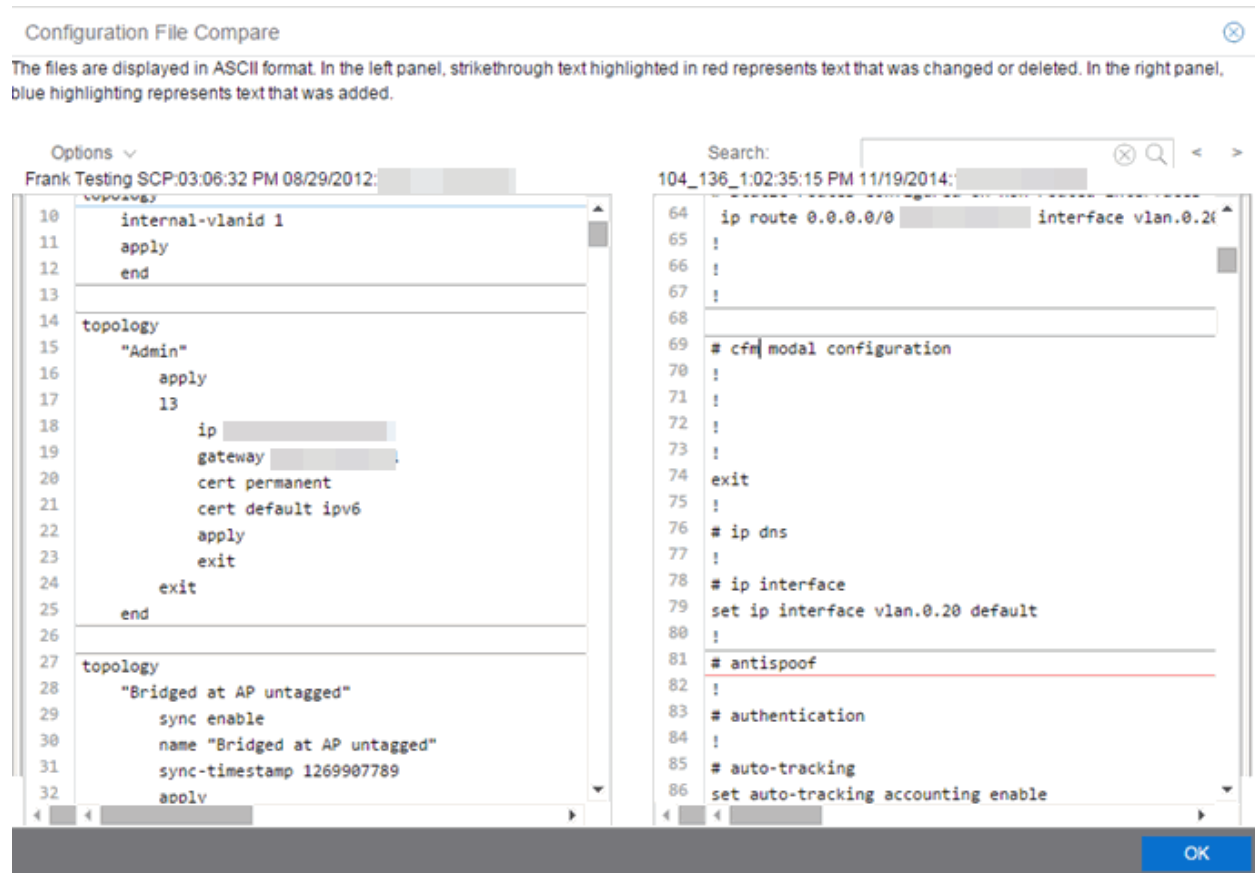 Configuration File Compare
The files are displayed in ASCII format. In the left panel, strikethrough text highlighted in red represents text that was changed or deleted. In the right panel,
blue highlighting represents text that was added.
Options
Frank Testing SCP:03:06:32 PM 08/29/2012:
topology
10 internal-vlanid 1
11 apply
12 end
13
14 topology
15 "Admin"
16 apply
17 l3
18 ip
19 gateway
20 cert permanent
21 cert default ipv6
22 apply
23 exit
24 exit
25 end
26
27 topology
28 "Bridged at AP untagged"
29 sync enable
30 name "Bridged at AP untagged"
31 sync-timestamp 1269907789
32 apply
Search:
< >
104_136_1:02:35:15 PM 11/19/2014:
64 ip route 0.0.0.0/0 interface vlan.0.20
65 !
66 !
67 !
68
69 # cfm modal configuration
70 !
71 !
72 !
73 !
74 exit
75 !
76 # ip dns
77 !
78 # ip interface
79 set ip interface vlan.0.20 default
80 !
81 # antispoof
82 !
83 # authentication
84 !
85 # auto-tracking
86 set auto-tracking accounting enable
OK